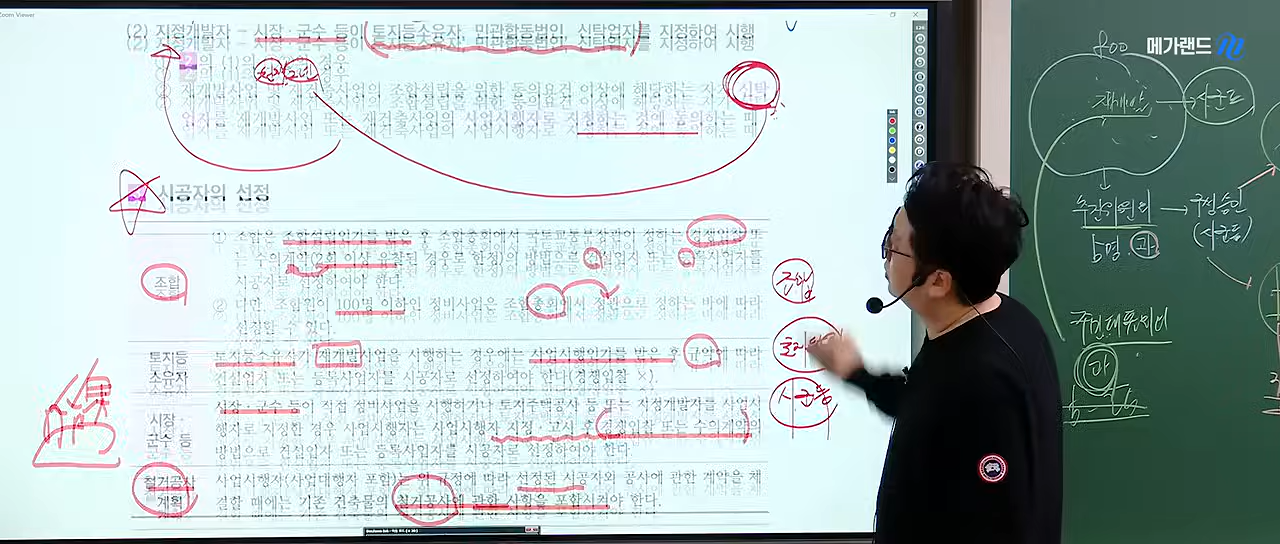 Zoom Viewer
(2) 지정개발자 - 시장·군수 등이 (토지등소유자, 민관합동법인, 신탁업자)를 지정하여 시행
천재 2년
재개발사업 및 재건축사업의 조합설립을 위한 동의요건 이상에 해당하는 자가 신탁
업자를 재개발사업 또는 재건축사업의 사업시행자로 지정하는 것에 동의하는 때
시공자의 선정
조합
① 조합은 조합설립인가를 받은 후 조합총회에서 국토교통부장관이 정하는 경쟁입찰 또
는 수의계약(2회 이상 유찰된 경우로 한정)의 방법으로 건설업자 또는 등록사업자를
시공자로 선정하여야 한다.
② 다만, 조합원이 100명 이하인 정비사업은 조합총회에서 정관으로 정하는 바에 따라
선정할 수 있다.
토지등
소유자
토지등소유자가 재개발사업을 시행하는 경우에는 사업시행인가를 받은 후 규약에 따라
건설업자 또는 등록사업자를 시공자로 선정하여야 한다(경쟁입찰 ×).
시장·
군수 등
시장·군수 등이 직접 정비사업을 시행하거나 토지주택공사 등 또는 지정개발자를 사업시
행자로 지정한 경우 사업시행자는 사업시행자 지정·고시 후 경쟁입찰 또는 수의계약의
방법으로 건설업자 또는 등록사업자를 시공자로 선정하여야 한다.
철거공사
계획
사업시행자(사업대행자 포함)는 위 규정에 따라 선정된 시공자와 공사에 관한 계약을 체
결할 때에는 기존 건축물의 철거공사에 관한 사항을 포함시켜야 한다.
시군등
메가랜드
재개발
시군등
추진위원회
5명. 과
구성승인
(시군등)
주민대표회의
과